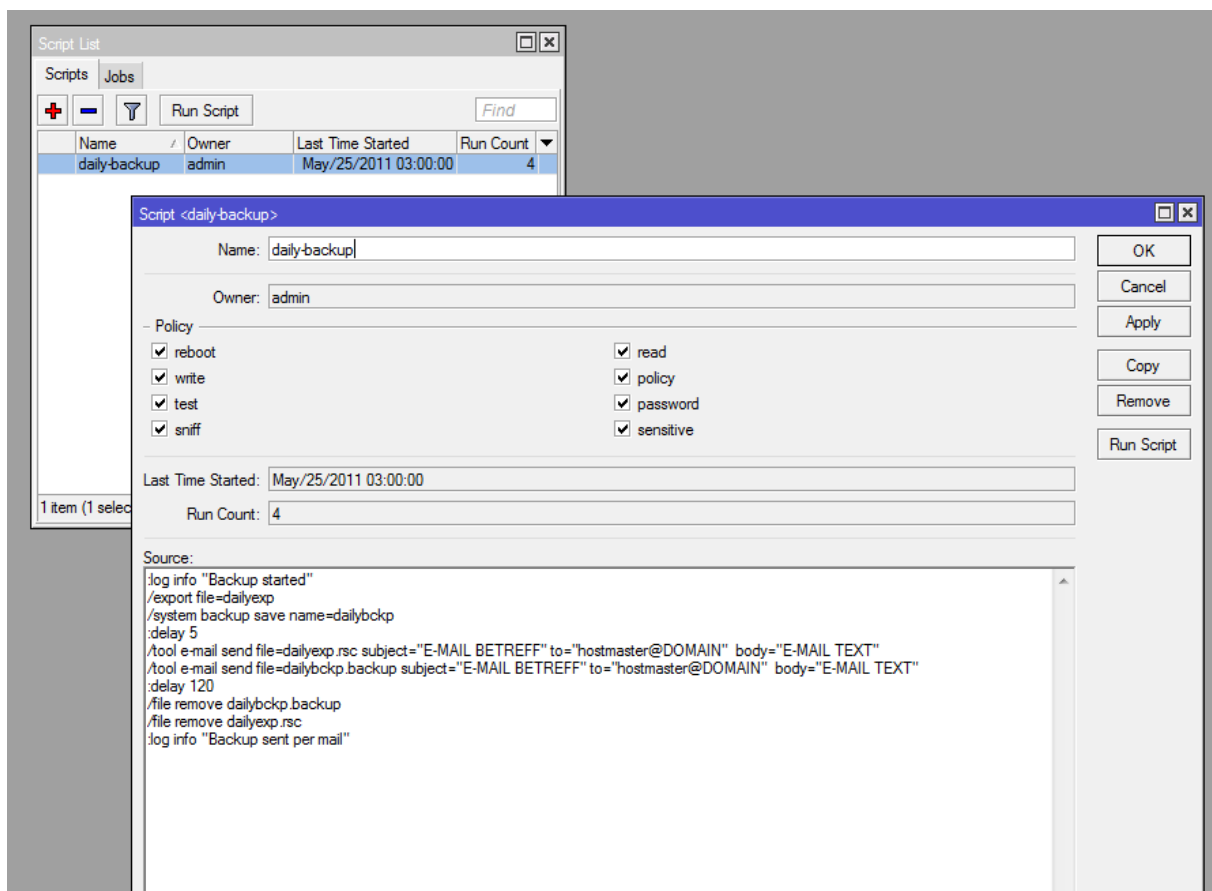 Script List
Scripts Jobs
Run Script Find
Name Owner Last Time Started Run Count
daily-backup admin May/25/2011 03:00:00 4
Script <daily-backup>
Name: daily-backup OK
Owner: admin Cancel
Policy Apply
reboot read
write policy Copy
test password Remove
sniff sensitive
Run Script
Last Time Started: May/25/2011 03:00:00
1 item (1 selec
Run Count: 4
Source:
:log info "Backup started"
/export file=dailyexp
/system backup save name=dailybckp
:delay 5
/tool e-mail send file=dailyexp.rsc subject="E-MAIL BETREFF" to="hostmaster@DOMAIN"  body="E-MAIL TEXT"
/tool e-mail send file=dailybckp.backup subject="E-MAIL BETREFF" to="hostmaster@DOMAIN"  body="E-MAIL TEXT"
:delay 120
/file remove dailybckp.backup
/file remove dailyexp.rsc
:log info "Backup sent per mail"